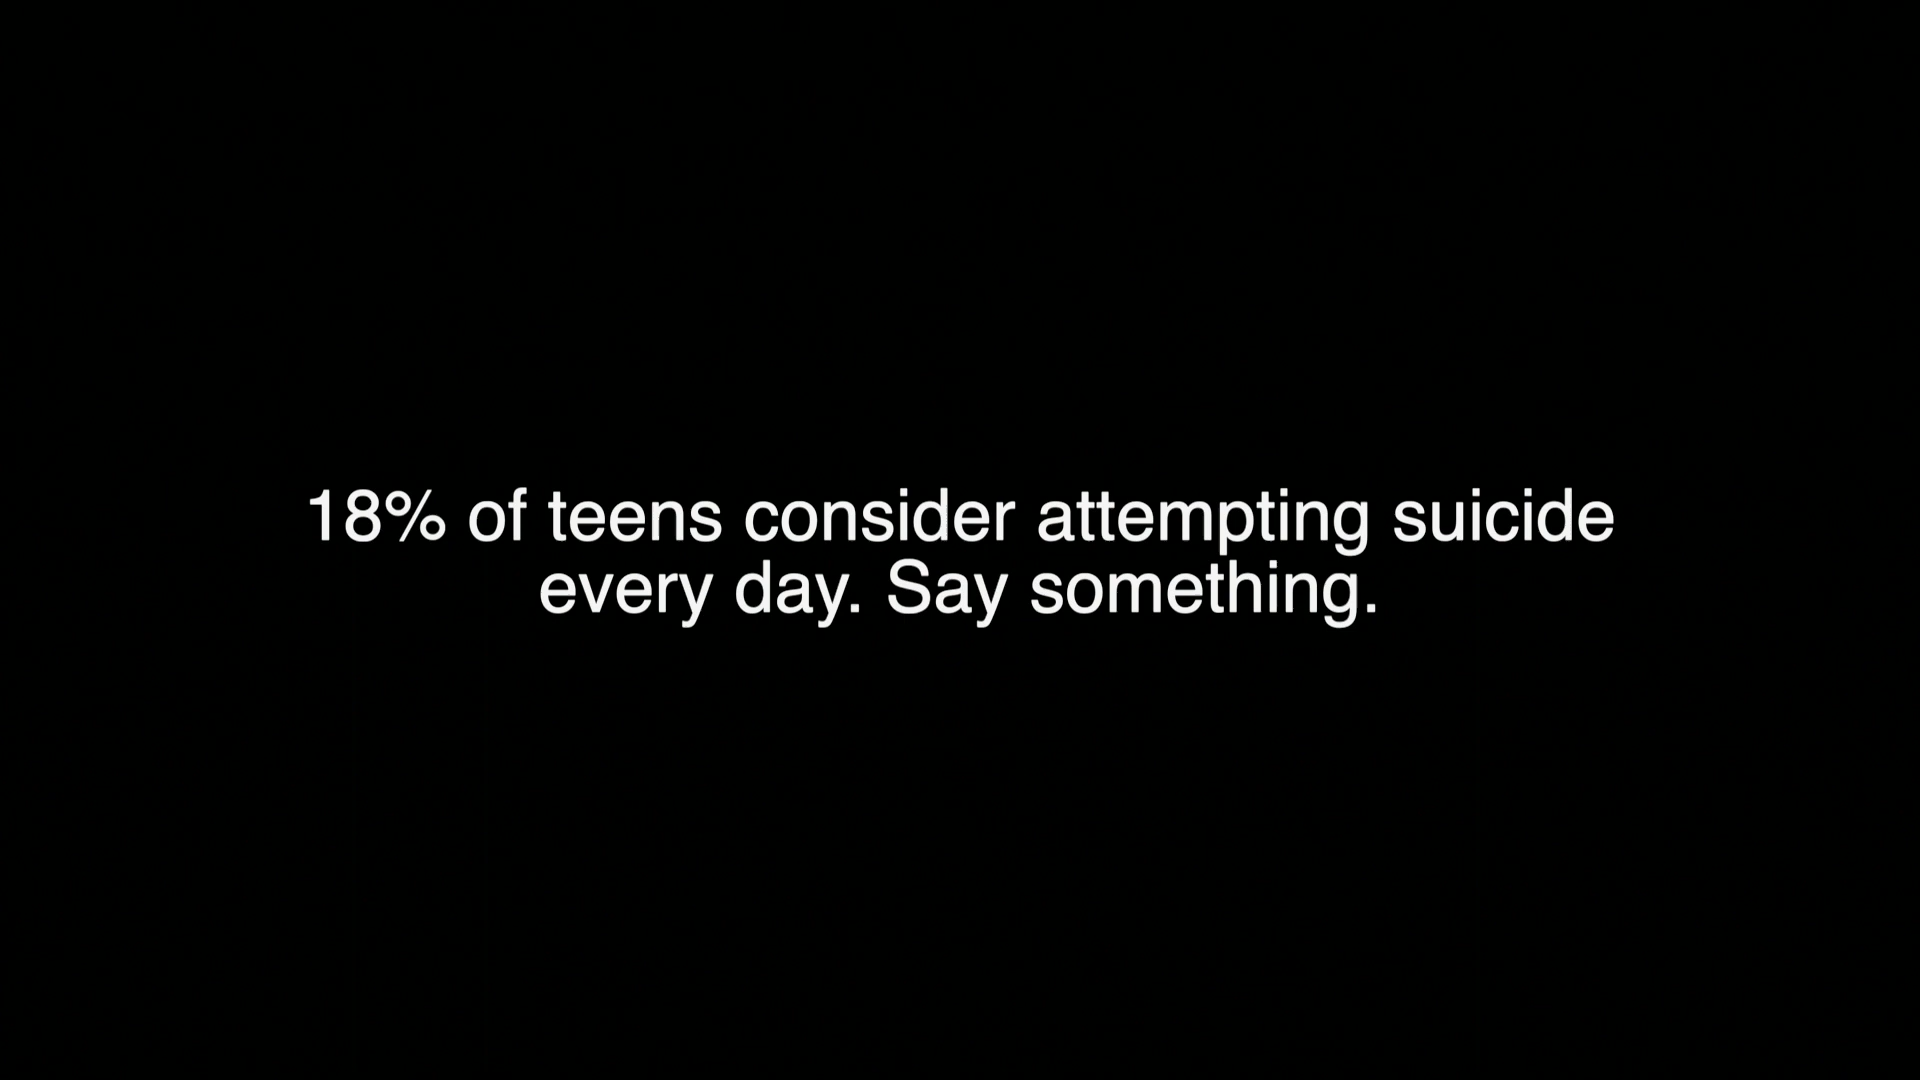 18% of teens consider attempting suicide
every day. Say something.